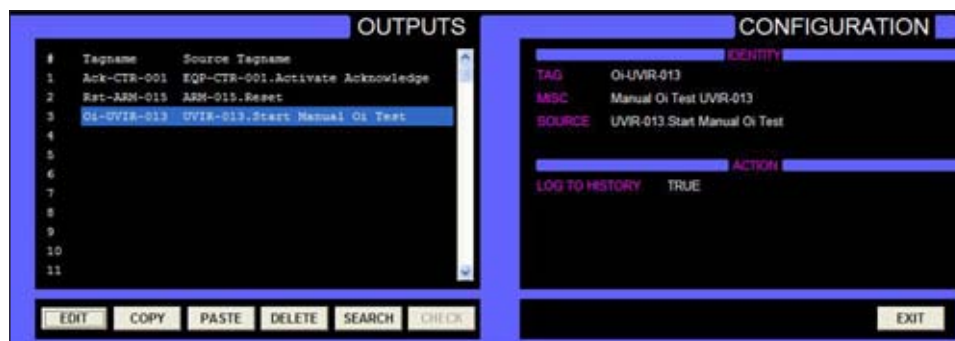 OUTPUTS
# Tagname Source Tagname
1 Ack-CTR-001 EQP-CTR-001.Activate Acknowledge
2 Rst-ARM-015 ARM-015.Reset
3 Oi-UVIR-013 UVIR-013.Start Manual Oi Test
4
5
6
7
8
9
10
11
EDIT COPY PASTE DELETE SEARCH CHECK
CONFIGURATION
IDENTITY
TAG Oi-UVIR-013
MISC Manual Oi Test UVIR-013
SOURCE UVIR-013.Start Manual Oi Test
ACTION
LOG TO HISTORY TRUE
EXIT